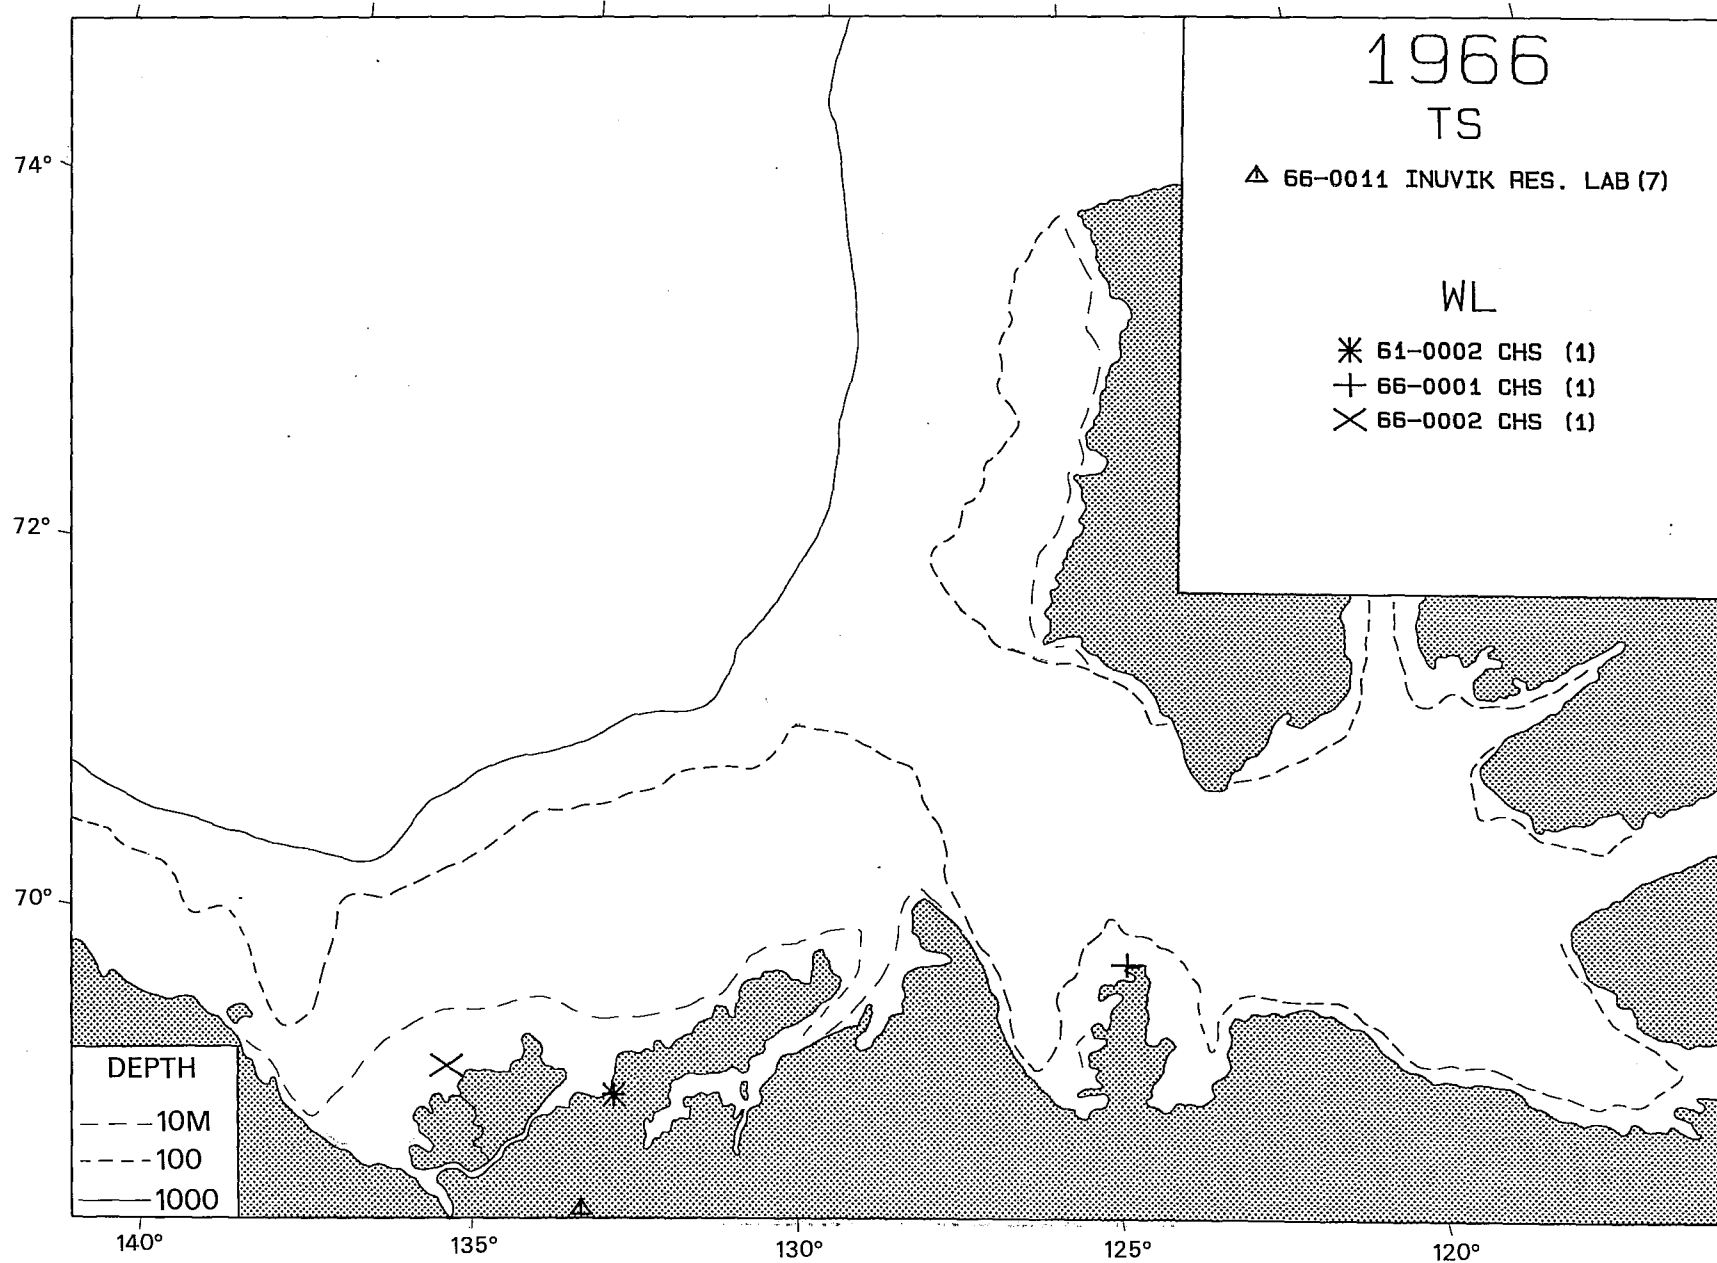 1966
TS
66-0011 INUVIK RES. LAB (7)
WL
61-0002 CHS (1)
66-0001 CHS (1)
66-0002 CHS (1)
74°
72°
70°
DEPTH
10M
100
1000
140°
135°
130°
125°
120°